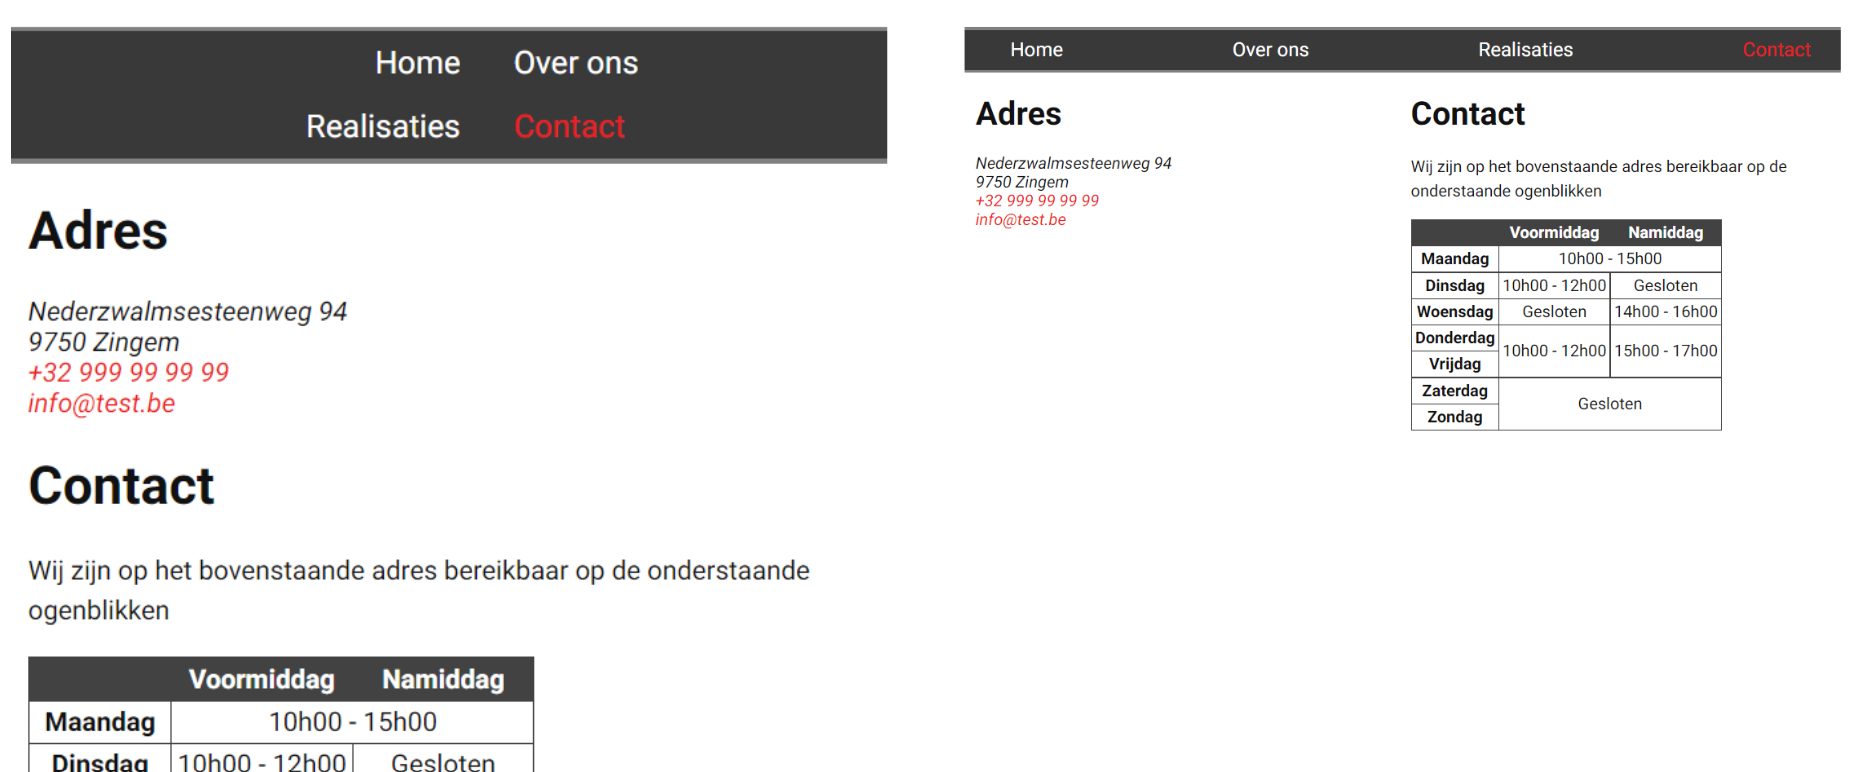 Home Over ons
Realisaties Contact
Adres
Nederzwalmsesteenweg 94
9750 Zingem
+32 999 99 99 99
info@test.be
Contact
Wij zijn op het bovenstaande adres bereikbaar op de onderstaande
ogenblikken
Voormiddag Namiddag
Maandag 10h00 - 15h00
Dinsdag 10h00 - 12h00 Gesloten
Home Over ons Realisaties Contact
Adres
Nederzwalmsesteenweg 94
9750 Zingem
+32 999 99 99 99
info@test.be
Contact
Wij zijn op het bovenstaande adres bereikbaar op de
onderstaande ogenblikken
Voormiddag Namiddag
Maandag 10h00 - 15h00
Dinsdag 10h00 - 12h00 Gesloten
Woensdag Gesloten 14h00 - 16h00
Donderdag
10h00 - 12h00 15h00 - 17h00
Vrijdag
Zaterdag
Gesloten
Zondag